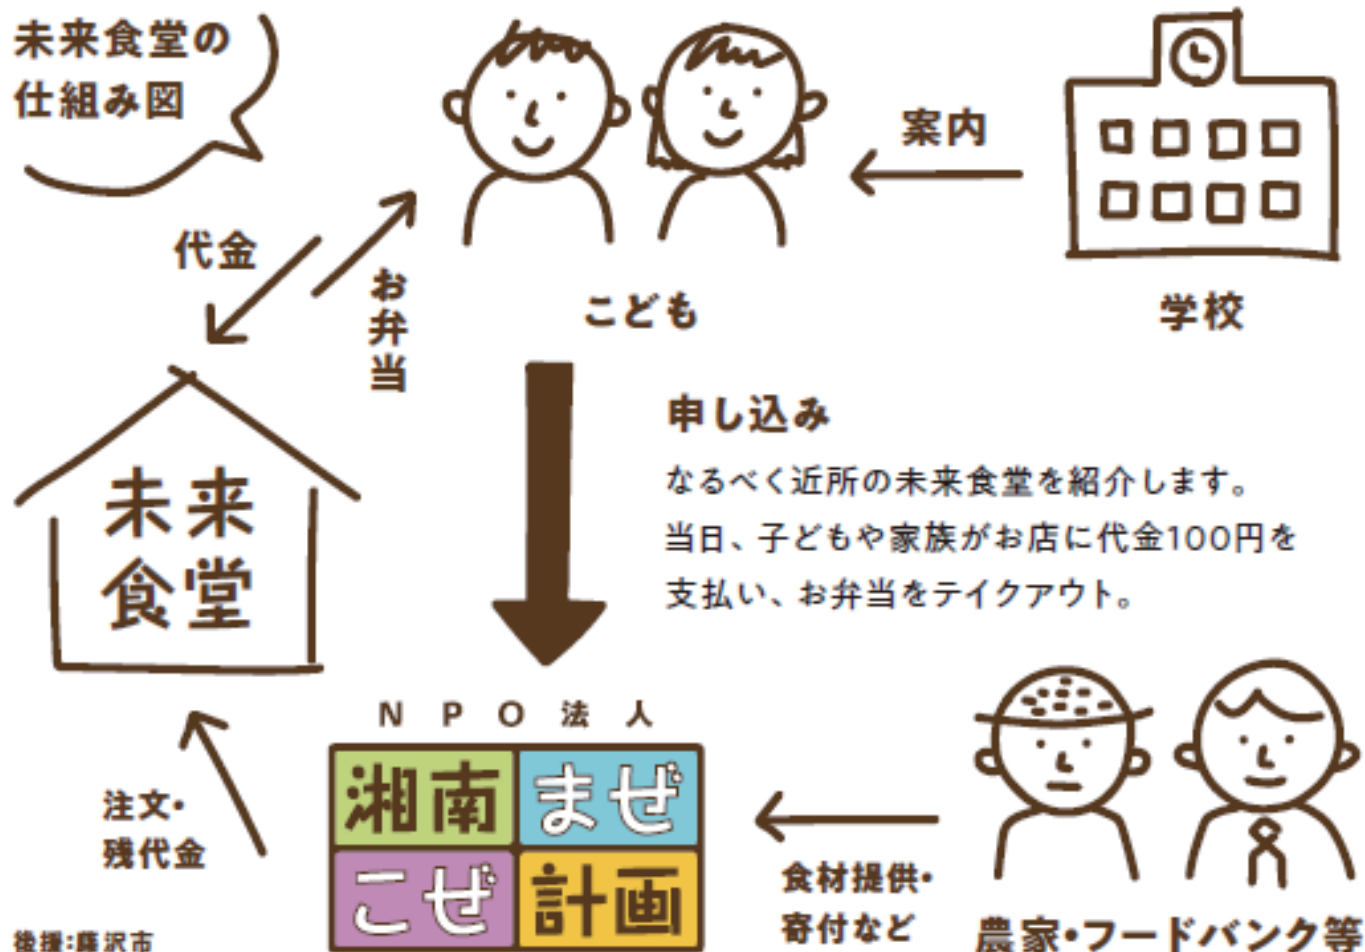 未来食堂の
仕組み図
案内
代金
お弁当
こども
学校
申し込み
なるべく近所の未来食堂を紹介します。
当日、子どもや家族がお店に代金100円を
支払い、お弁当をテイクアウト。
未来
食堂
NPO法人
湘南まぜ
こぜ計画
注文・
残代金
食材提供・
寄付など
農家・フードバンク等
後援:藤沢市